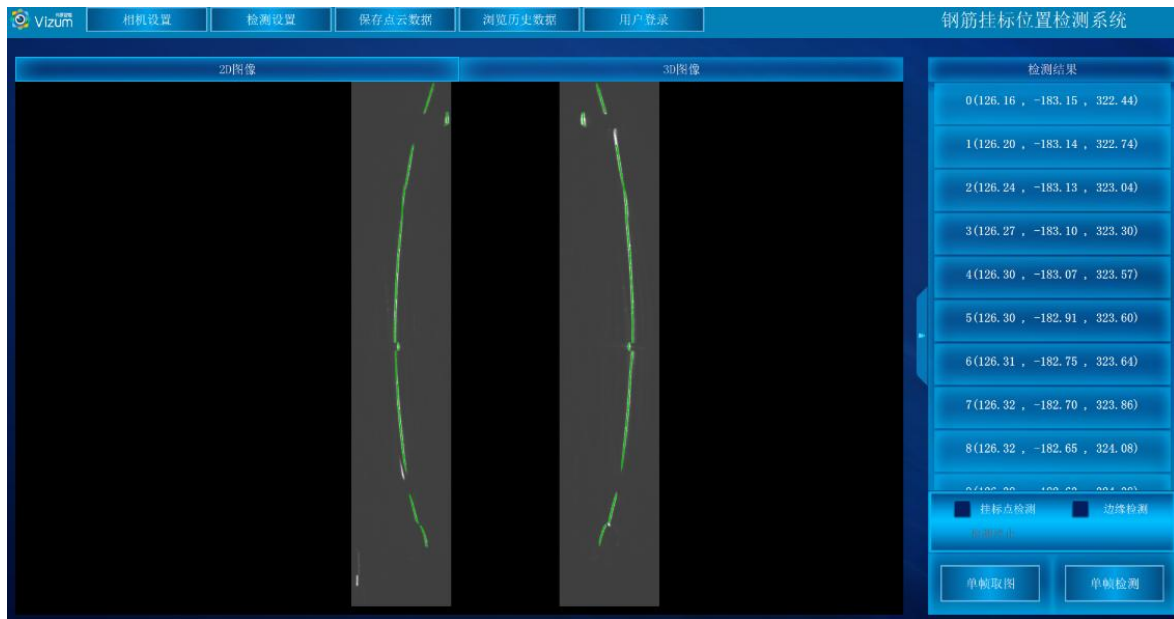 Vizum
相机设置
检测设置
保存点云数据
浏览历史数据
用户登录
钢筋挂标位置检测系统
2D图像
3D图像
检测结果
0(126.16 , -183.15 , 322.44)
1(126.20 , -183.14 , 322.74)
2(126.24 , -183.13 , 323.04)
3(126.27 , -183.10 , 323.30)
4(126.30 , -183.07 , 323.57)
5(126.30 , -182.91 , 323.60)
6(126.31 , -182.75 , 323.64)
7(126.32 , -182.70 , 323.86)
8(126.32 , -182.65 , 324.08)
挂标点检测
边缘检测
单帧取图
单帧检测